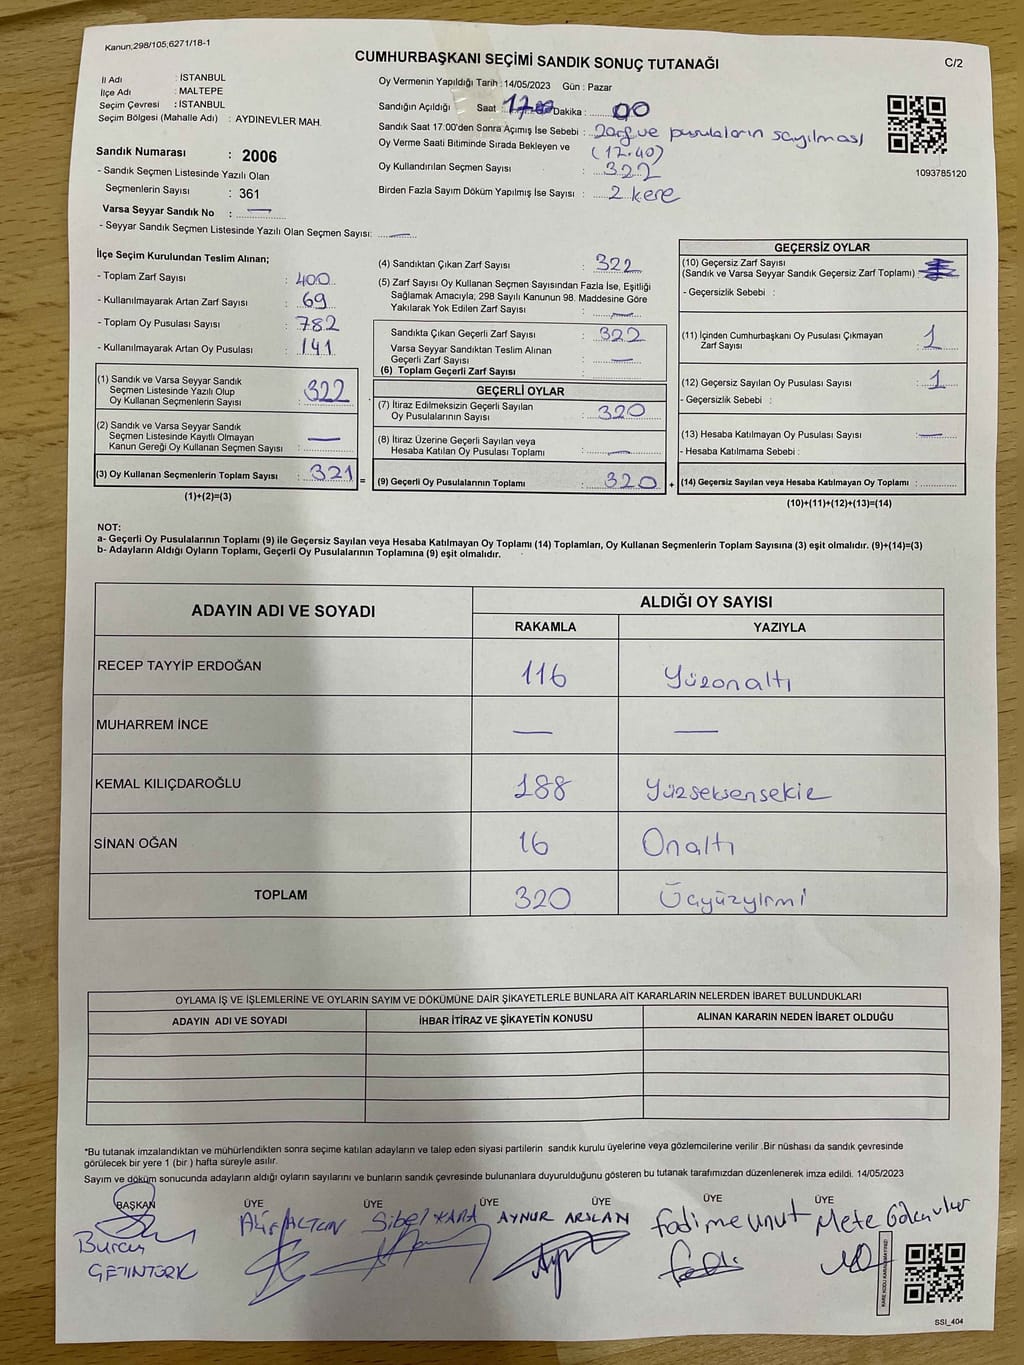 Kanun;298/105;6271/18-1
CUMHURBAŞKANI SEÇİMİ SANDIK SONUÇ TUTANAĞI
C/2
İl Adı : İSTANBUL
İlçe Adı : MALTEPE
Seçim Çevresi : İSTANBUL
Seçim Bölgesi (Mahalle Adı) : AYDINEVLER MAH.
Sandık Numarası : 2006
- Sandık Seçmen Listesinde Yazılı Olan
Seçmenlerin Sayısı : 361
Varsa Seyyar Sandık No : —
- Seyyar Sandık Seçmen Listesinde Yazılı Olan Seçmen Sayısı: —
Oy Vermenin Yapıldığı Tarih : 14/05/2023 Gün : Pazar
Sandığın Açıldığı Saat : 17.00 Dakika : 00
Sandık Saat 17:00'den Sonra Açımış İse Sebebi : Zarf ve pusulaların sayılması
Oy Verme Saati Bitiminde Sırada Bekleyen ve (17.40)
Oy Kullandırılan Seçmen Sayısı : 322
Birden Fazla Sayım Döküm Yapılmış İse Sayısı : 2 kere
1093785120
İlçe Seçim Kurulundan Teslim Alınan;
- Toplam Zarf Sayısı : 400
- Kullanılmayarak Artan Zarf Sayısı : 69
- Toplam Oy Pusulası Sayısı : 782
- Kullanılmayarak Artan Oy Pusulası : 141
(1) Sandık ve Varsa Seyyar Sandık
Seçmen Listesinde Yazılı Olup
Oy Kullanan Seçmenlerin Sayısı : 322
(2) Sandık ve Varsa Seyyar Sandık
Seçmen Listesinde Kayıtlı Olmayan
Kanun Gereği Oy Kullanan Seçmen Sayısı : —
(3) Oy Kullanan Seçmenlerin Toplam Sayısı : 321 =
(1)+(2)=(3)
(4) Sandıktan Çıkan Zarf Sayısı : 322
(5) Zarf Sayısı Oy Kullanan Seçmen Sayısından Fazla İse, Eşitliği
Sağlamak Amacıyla; 298 Sayılı Kanunun 98. Maddesine Göre
Yakılarak Yok Edilen Zarf Sayısı : —
Sandıkta Çıkan Geçerli Zarf Sayısı : 322
Varsa Seyyar Sandıktan Teslim Alınan
Geçerli Zarf Sayısı : —
(6) Toplam Geçerli Zarf Sayısı :
GEÇERLİ OYLAR
(7) İtiraz Edilmeksizin Geçerli Sayılan
Oy Pusulalarının Sayısı : 320
(8) İtiraz Üzerine Geçerli Sayılan veya
Hesaba Katılan Oy Pusulası Toplamı : —
(9) Geçerli Oy Pusulalarının Toplamı : 320 +
GEÇERSİZ OYLAR
(10) Geçersiz Zarf Sayısı
(Sandık ve Varsa Seyyar Sandık Geçersiz Zarf Toplamı) :
- Geçersizlik Sebebi :
(11) İçinden Cumhurbaşkanı Oy Pusulası Çıkmayan
Zarf Sayısı : 1
(12) Geçersiz Sayılan Oy Pusulası Sayısı : 1
- Geçersizlik Sebebi :
(13) Hesaba Katılmayan Oy Pusulası Sayısı : —
- Hesaba Katılmama Sebebi :
(14) Geçersiz Sayılan veya Hesaba Katılmayan Oy Toplamı :
(10)+(11)+(12)+(13)=(14)
NOT:
a- Geçerli Oy Pusulalarının Toplamı (9) ile Geçersiz Sayılan veya Hesaba Katılmayan Oy Toplamı (14) Toplamları, Oy Kullanan Seçmenlerin Toplam Sayısına (3) eşit olmalıdır. (9)+(14)=(3)
b- Adayların Aldığı Oyların Toplamı, Geçerli Oy Pusulalarının Toplamına (9) eşit olmalıdır.
ADAYIN ADI VE SOYADI ALDIĞI OY SAYISI
RAKAMLA YAZIYLA
RECEP TAYYİP ERDOĞAN 116 Yüzonaltı
MUHARREM İNCE — —
KEMAL KILIÇDAROĞLU 188 Yüzseksensekiz
SİNAN OĞAN 16 Onaltı
TOPLAM 320 Üçyüzyirmi
OYLAMA İŞ VE İŞLEMLERİNE VE OYLARIN SAYIM VE DÖKÜMÜNE DAİR ŞİKAYETLERLE BUNLARA AİT KARARLARIN NELERDEN İBARET BULUNDUKLARI
ADAYIN ADI VE SOYADI İHBAR İTİRAZ VE ŞİKAYETİN KONUSU ALINAN KARARIN NEDEN İBARET OLDUĞU
*Bu tutanak imzalandıktan ve mühürlendikten sonra seçime katılan adayların ve talep eden siyasi partilerin sandık kurulu üyelerine veya gözlemcilerine verilir .Bir nüshası da sandık çevresinde
görülecek bir yere 1 (bir ) hafta süreyle asılır.
Sayım ve döküm sonucunda adayların aldığı oyların sayılarını ve bunların sandık çevresinde bulunanlara duyurulduğunu gösteren bu tutanak tarafımızdan düzenlenerek imza edildi. 14/05/2023
BAŞKAN ÜYE ÜYE ÜYE ÜYE ÜYE ÜYE
Burcu Sibel KARA AYNUR ARSLAN Fadime Unut Mete
KARE KODU KARALAMAYINIZ!
SSI_404